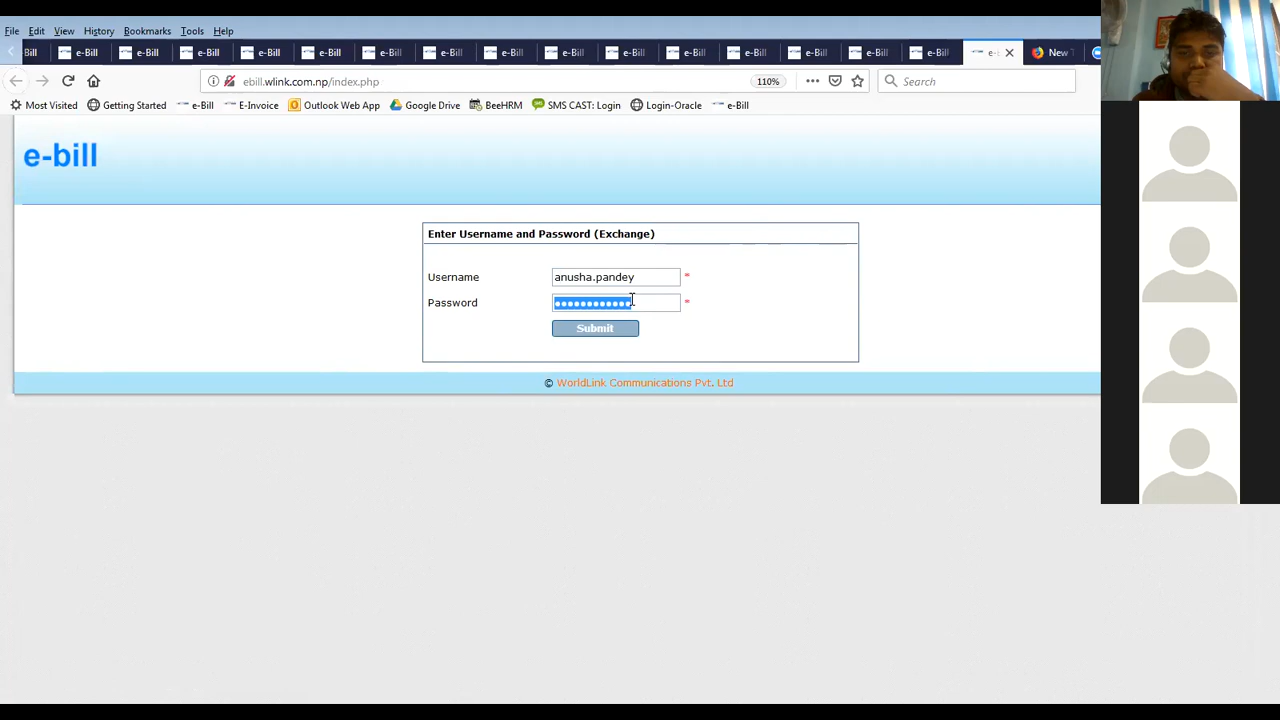 File Edit View History Bookmarks Tools Help
Bill e-Bill e-Bill e-Bill e-Bill e-Bill e-Bill e-Bill e-Bill e-Bill e-Bill e-Bill e-Bill e-Bill e-Bill e-Bill New
ebill.wlink.com.np/index.php 110% Search
Most Visited Getting Started e-Bill E-Invoice Outlook Web App Google Drive BeeHRM SMS CAST: Login Login-Oracle e-Bill
e-bill
Enter Username and Password (Exchange)
Username anusha.pandey *
Password •••••••••••• *
Submit
© WorldLink Communications Pvt. Ltd